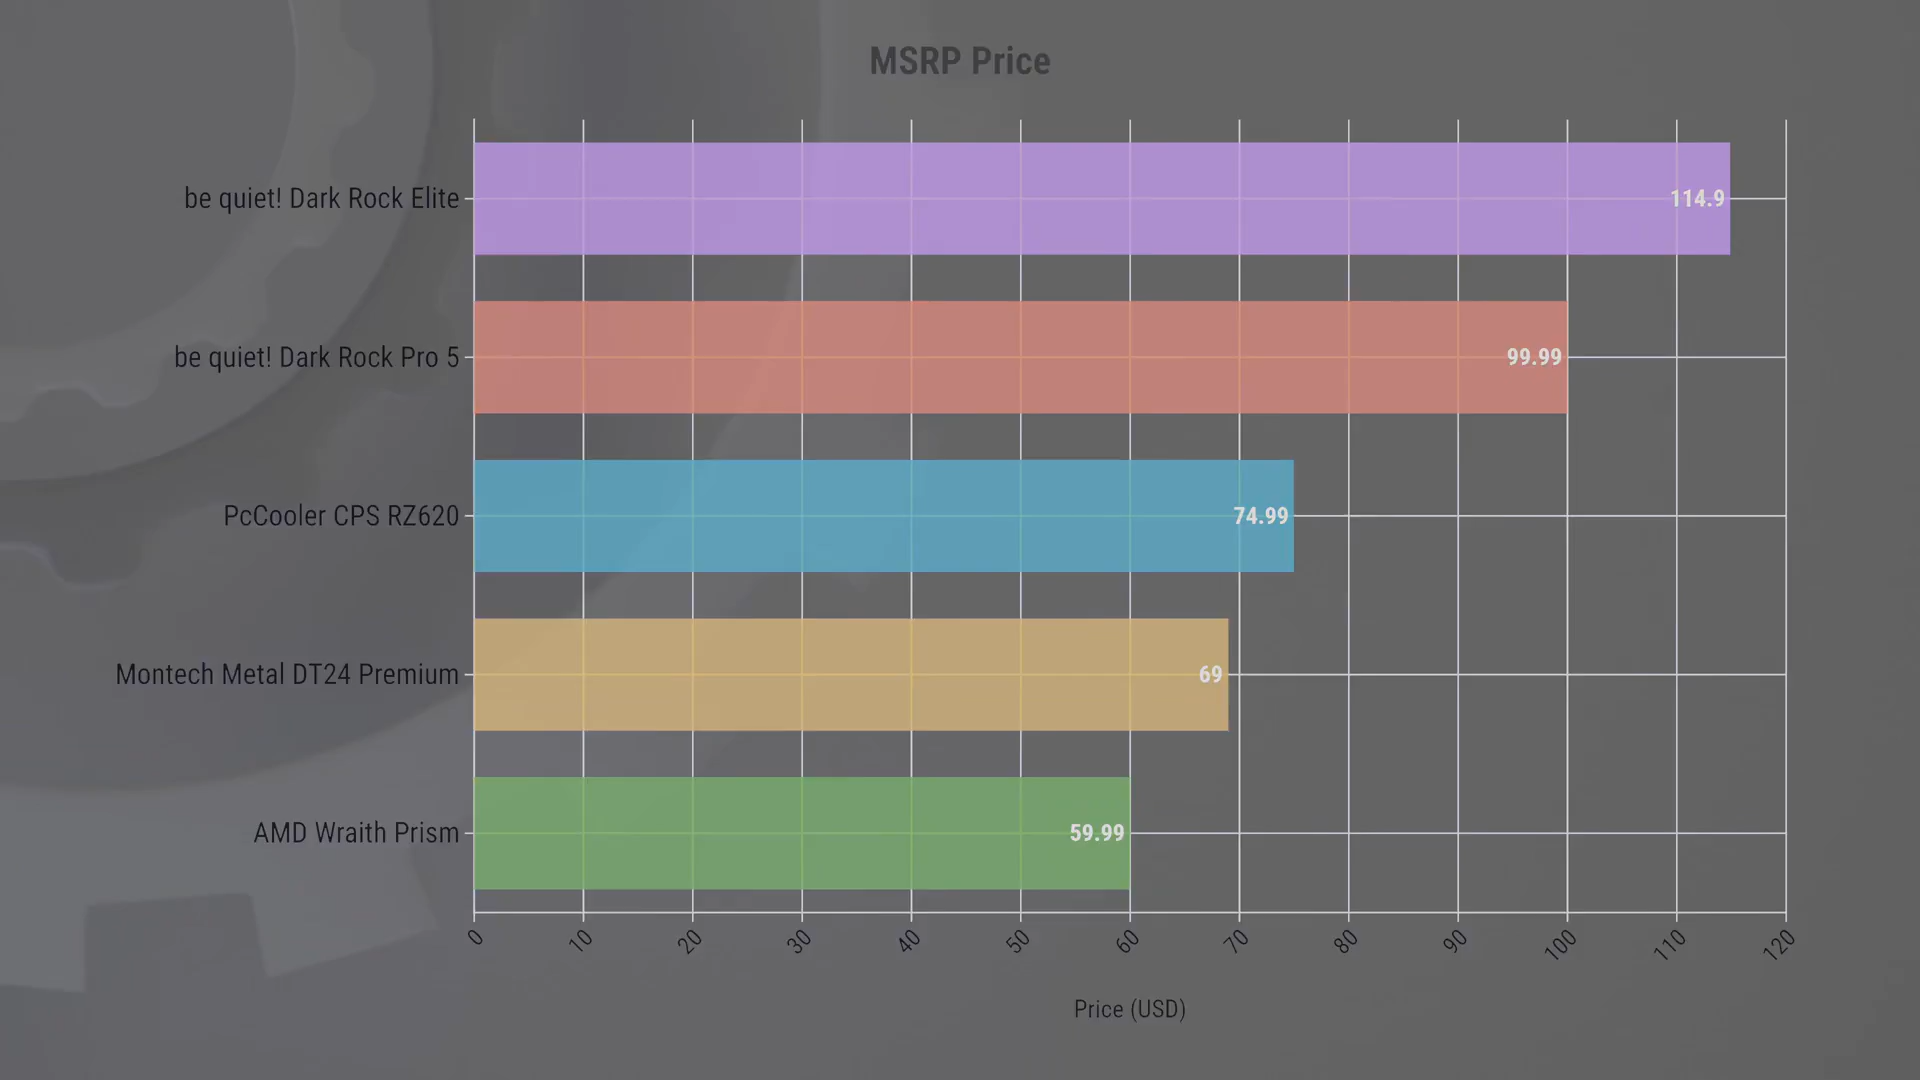 MSRP Price
be quiet! Dark Rock Elite
114.9
be quiet! Dark Rock Pro 5
99.99
PcCooler CPS RZ620
74.99
Montech Metal DT24 Premium
69
AMD Wraith Prism
59.99
0 10 20 30 40 50 60 70 80 90 100 110 120
Price (USD)